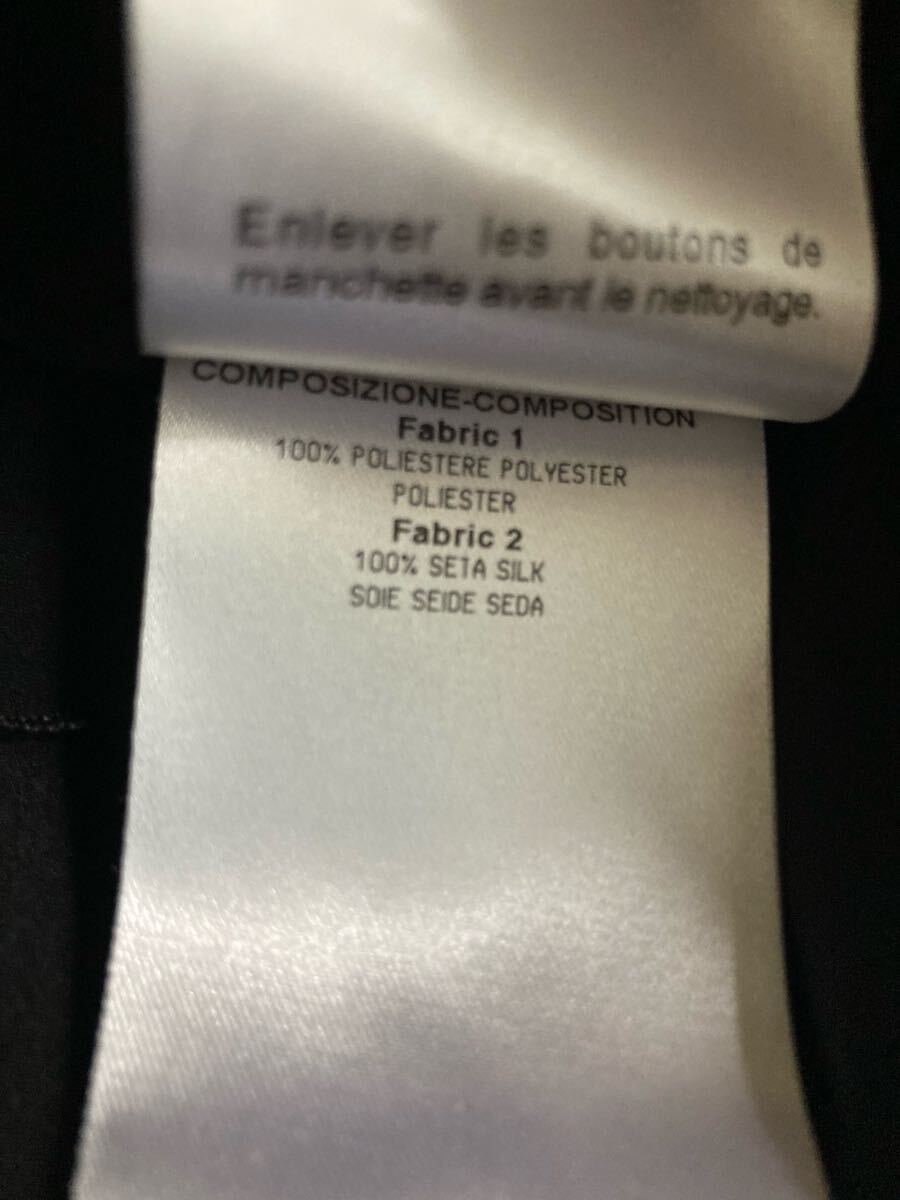 Enlever les boutons de
manchette avant le nettoyage.
COMPOSIZIONE-COMPOSITION
Fabric 1
100% POLIESTERE POLYESTER
POLIESTER
Fabric 2
100% SETA SILK
SOIE SEIDE SEDA